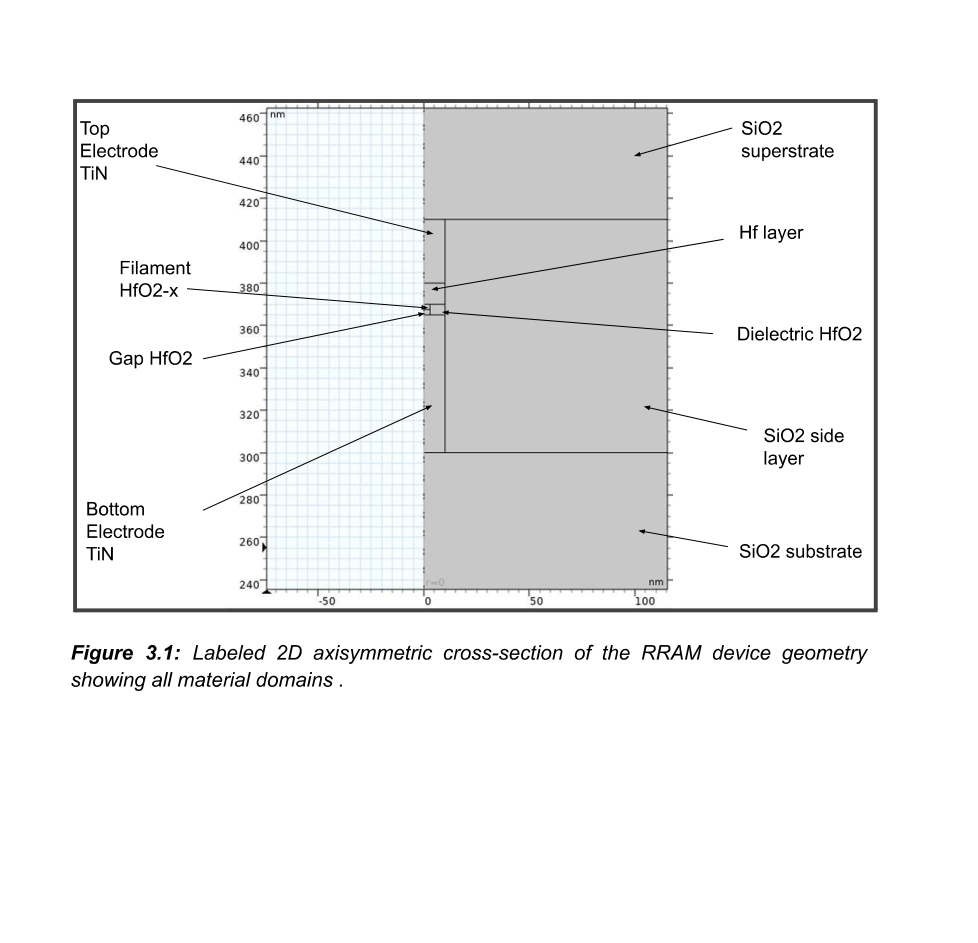 460
nm
Top
Electrode
TiN
SiO2
superstrate
440
420
Hf layer
400
Filament
HfO2-x
380
360
Dielectric HfO2
Gap HfO2
340
320
SiO2 side
layer
300
280
Bottom
Electrode
TiN
260
SiO2 substrate
240
r=0
nm
-50
0
50
100
Figure 3.1: Labeled 2D axisymmetric cross-section of the RRAM device geometry
showing all material domains .